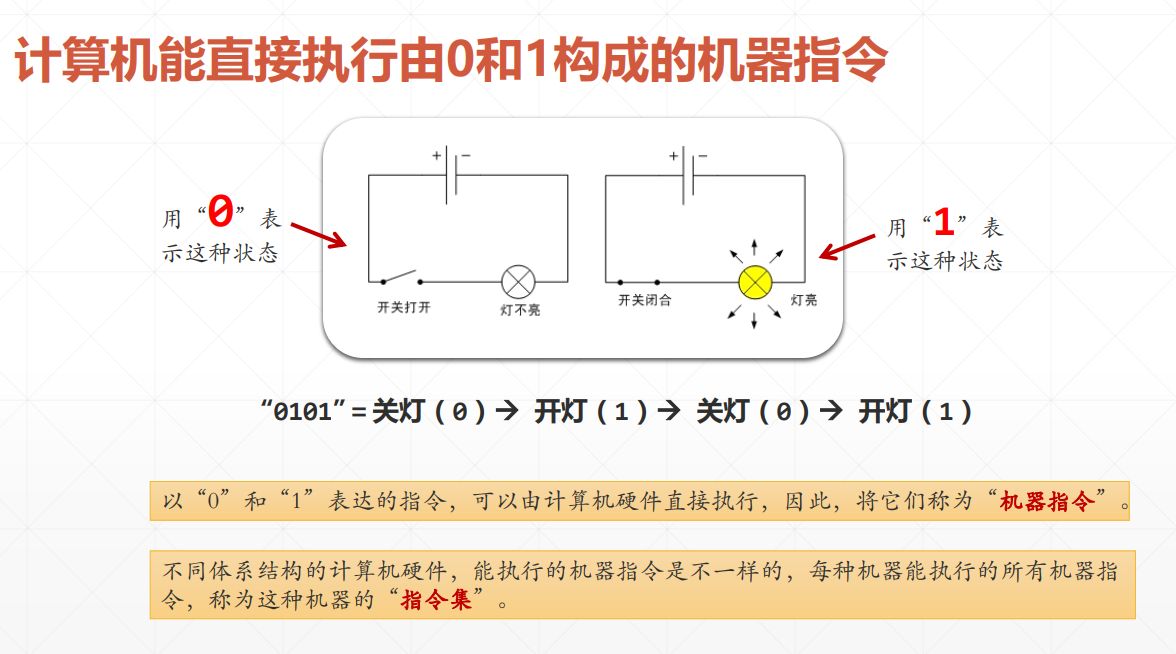 计算机能直接执行由0和1构成的机器指令
+ −
+ −
用“0”表
示这种状态
用“1”表
示这种状态
开关打开
灯不亮
开关闭合
灯亮
“0101”=关灯(0)→ 开灯(1)→ 关灯(0)→ 开灯(1)
以“0”和“1”表达的指令，可以由计算机硬件直接执行，因此，将它们称为“机器指令”。
不同体系结构的计算机硬件，能执行的机器指令是不一样的，每种机器能执行的所有机器指
令，称为这种机器的“指令集”。